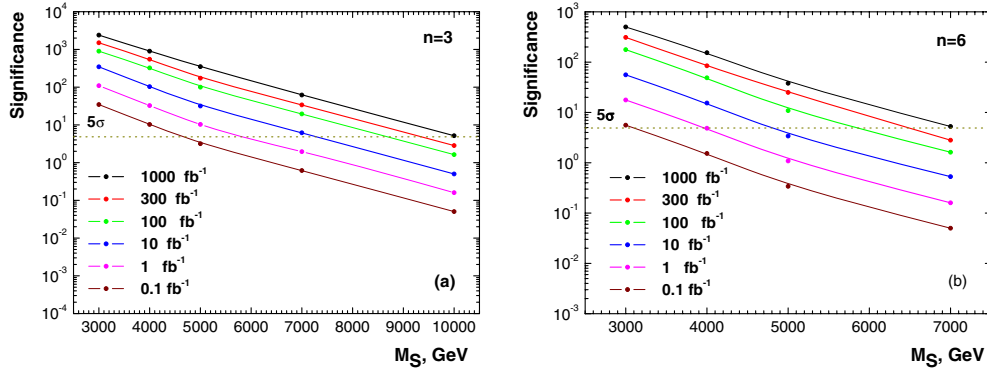 Significance
10^4
10^3
10^2
10^1
10^0
10^-1
10^-2
10^-3
10^-4
n=3
5σ
1000 fb^-1
300 fb^-1
100 fb^-1
10 fb^-1
1 fb^-1
0.1 fb^-1
(a)
3000 4000 5000 6000 7000 8000 9000 10000
M_S, GeV
Significance
10^3
10^2
10^1
10^0
10^-1
10^-2
10^-3
n=6
5σ
1000 fb^-1
300 fb^-1
100 fb^-1
10 fb^-1
1 fb^-1
0.1 fb^-1
(b)
3000 4000 5000 6000 7000
M_S, GeV